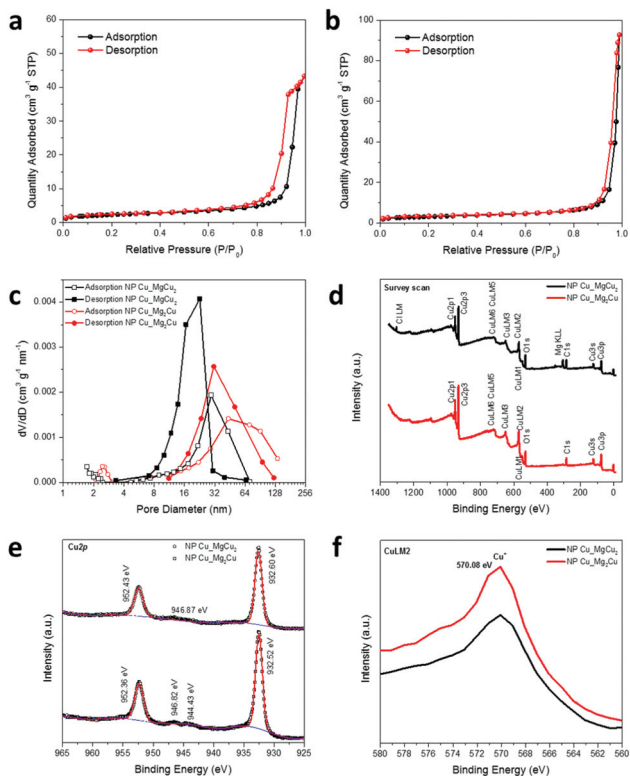 a
Adsorption
Desorption
60
50
40
30
20
10
0
Quantity Adsorbed (cm³ g⁻¹ STP)
0.0 0.2 0.4 0.6 0.8 1.0
Relative Pressure (P/P₀)
b
Adsorption
Desorption
100
80
60
40
20
0
Quantity Adsorbed (cm³ g⁻¹ STP)
0.0 0.2 0.4 0.6 0.8 1.0
Relative Pressure (P/P₀)
c
Adsorption NP Cu_MgCu₂
Desorption NP Cu_MgCu₂
Adsorption NP Cu_Mg₂Cu
Desorption NP Cu_Mg₂Cu
0.004
0.003
0.002
0.001
0.000
dV/dD (cm³ g⁻¹ nm⁻¹)
1 2 4 8 16 32 64 128 256
Pore Diameter (nm)
d
Survey scan
NP Cu_MgCu₂
NP Cu_Mg₂Cu
Cl LM
Cu2p1
Cu2p3
CuLM6
CuLM5
CuLM3
CuLM2
CuLM1
O1s
Mg KLL
C1s
Cu3s
Cu3p
Cu2p1
Cu2p3
CuLM6
CuLM5
CuLM3
CuLM2
CuLM1
O1s
C1s
Cu3s
Cu3p
Intensity (a.u.)
1400 1200 1000 800 600 400 200 0
Binding Energy (eV)
e
Cu2p
NP Cu_MgCu₂
NP Cu_Mg₂Cu
952.43 eV
946.87 eV
932.60 eV
952.36 eV
946.82 eV
944.43 eV
932.52 eV
Intensity (a.u.)
965 960 955 950 945 940 935 930 925
Binding Energy (eV)
f
CuLM2
Cu⁺
570.08 eV
NP Cu_MgCu₂
NP Cu_Mg₂Cu
Intensity (a.u.)
580 578 576 574 572 570 568 566 564 562 560
Binding Energy (eV)